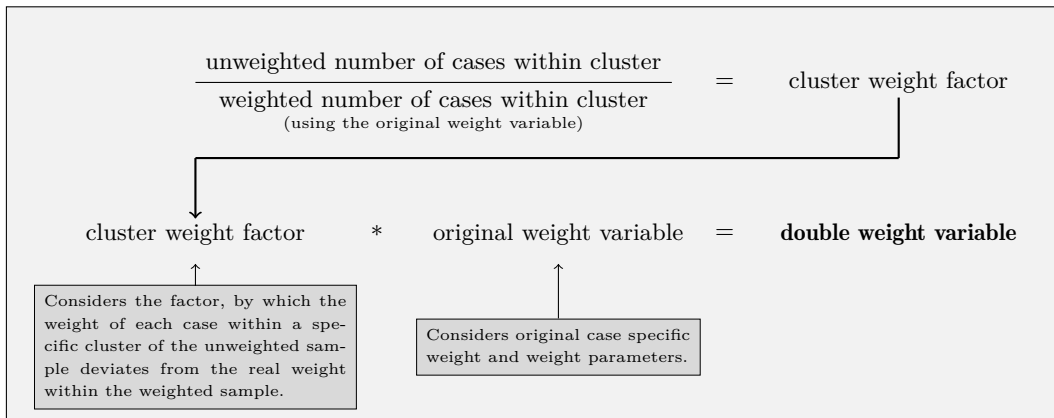 unweighted number of cases within cluster
weighted number of cases within cluster
(using the original weight variable)
= cluster weight factor
cluster weight factor * original weight variable = double weight variable
Considers the factor, by which the
weight of each case within a spe-
cific cluster of the unweighted sam-
ple deviates from the real weight
within the weighted sample.
Considers original case specific
weight and weight parameters.